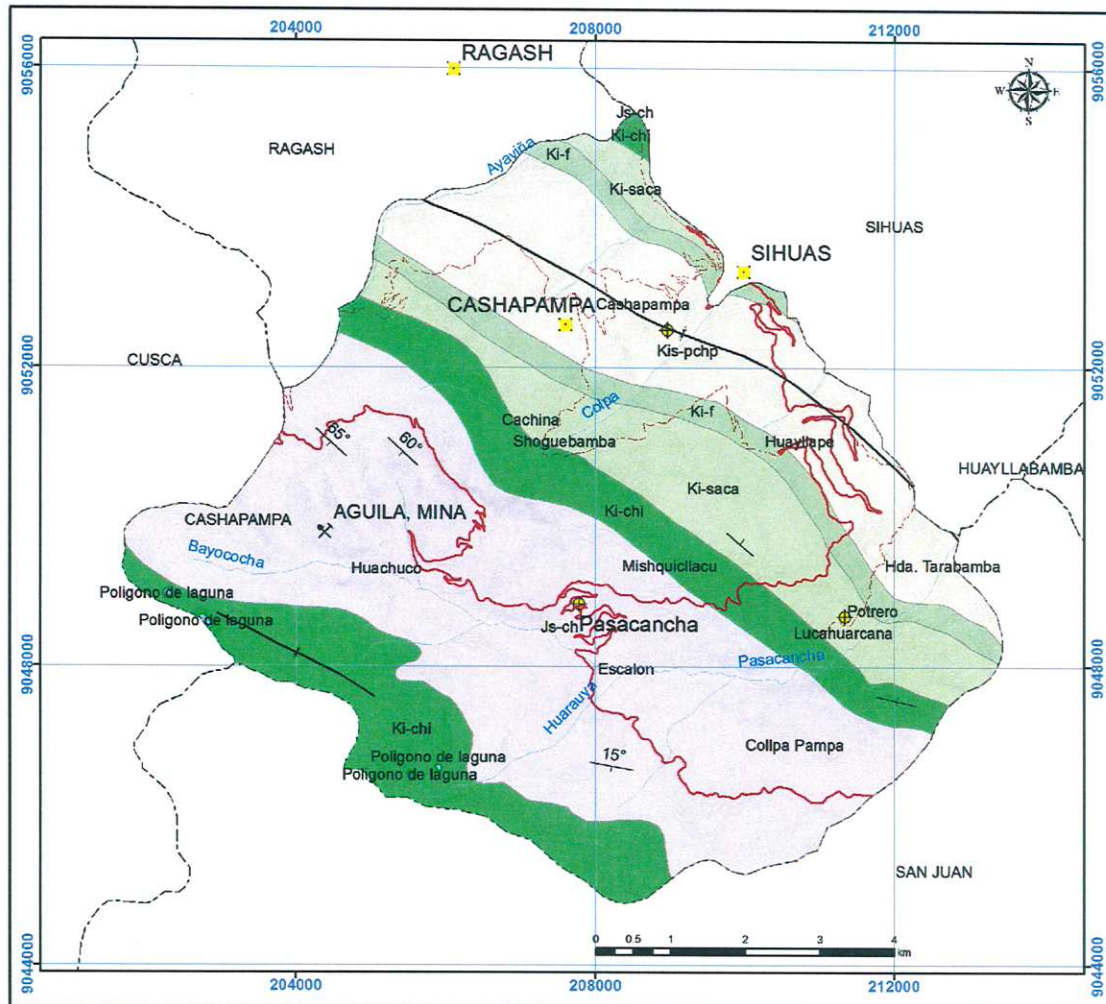 204000
208000
212000
9056000
9056000
RAGASH
N
W
E
S
Js-ch
Ki-chi
RAGASH
Ayaviña
Ki-f
Ki-saca
SIHUAS
SIHUAS
CASHAPAMPA
Cashapampa
Kis-pchp
9052000
9052000
CUSCA
Colpa
Cachina
Ki-f
Shoguebamba
Huayllape
65°
60°
HUAYLLABAMBA
Ki-saca
Ki-chi
AGUILA, MINA
CASHAPAMPA
Bayococha
Huachuco
Mishquicllacu
Hda. Tarabamba
Poligono de laguna
Poligono de laguna
Potrero
Js-ch
Pasacancha
Lucahuarcana
9048000
9048000
Pasacancha
Escalon
Huarauya
Ki-chi
Collpa Pampa
Poligono de laguna
Poligono de laguna
15°
SAN JUAN
0 0.5 1 2 3 4
km
9044000
9044000
204000
208000
212000